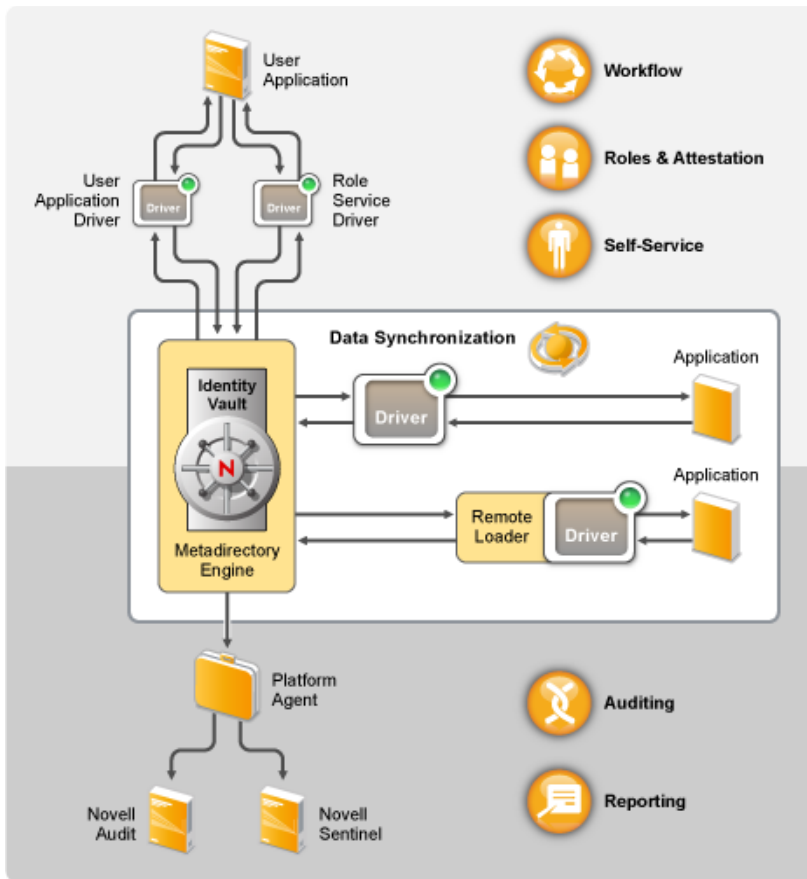 User
Application
Workflow
Roles & Attestation
Self-Service
User
Application
Driver
Driver
Driver
Role
Service
Driver
Data Synchronization
Identity
Vault
N
Metadirectory
Engine
Driver
Application
Remote
Loader
Driver
Application
Platform
Agent
Auditing
Novell
Audit
Novell
Sentinel
Reporting